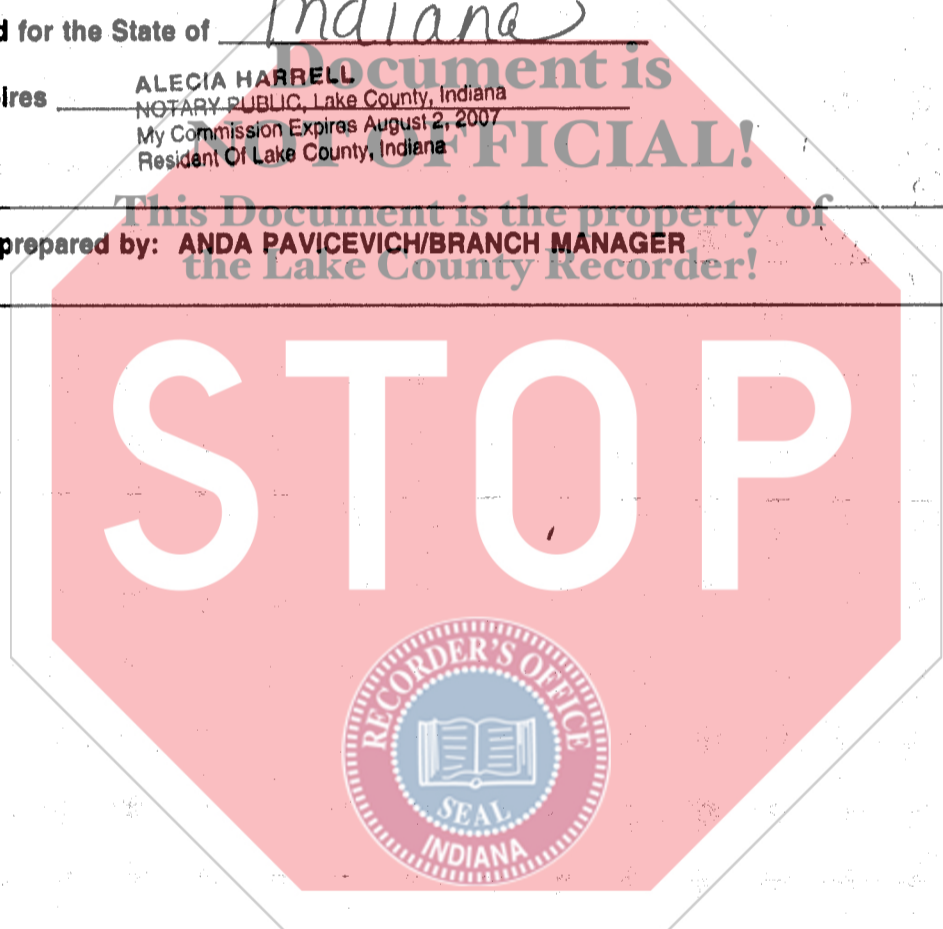 d for the State of Indiana
Document is
ALECIA HARRELL
ires NOTARY PUBLIC, Lake County, Indiana
My Commission Expires August 2, 2007
NOT OFFICIAL!
Resident Of Lake County, Indiana
This Document is the property of
prepared by: ANDA PAVICEVICH/BRANCH MANAGER
the Lake County Recorder!
STOP
RECORDER'S OFFICE
SEAL
INDIANA